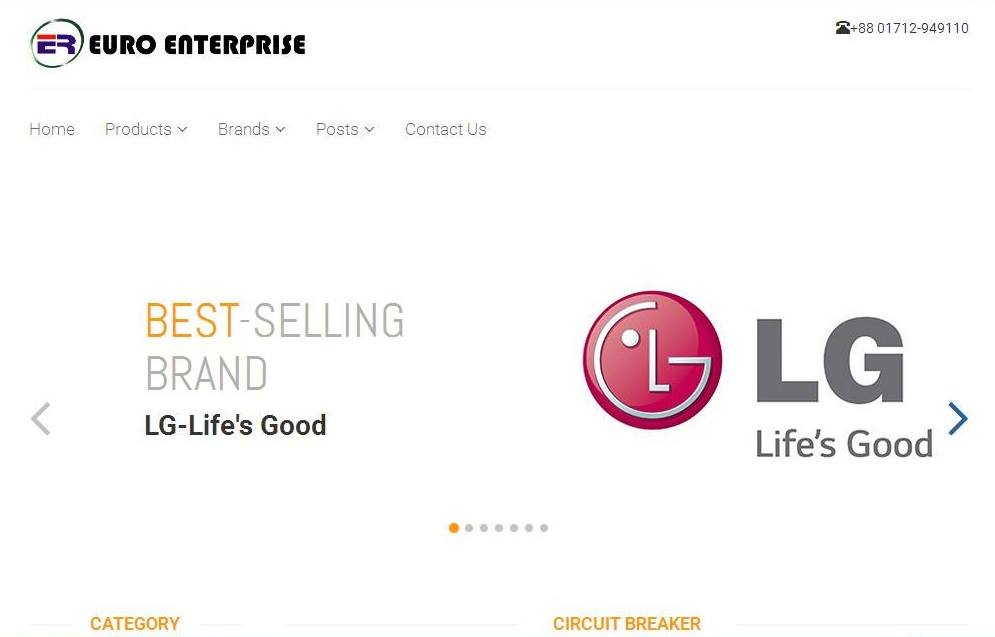 ER EURO ENTERPRISE
+88 01712-949110
Home Products Brands Posts Contact Us
BEST-SELLING
BRAND
LG-Life's Good
LG
Life's Good
CATEGORY
CIRCUIT BREAKER